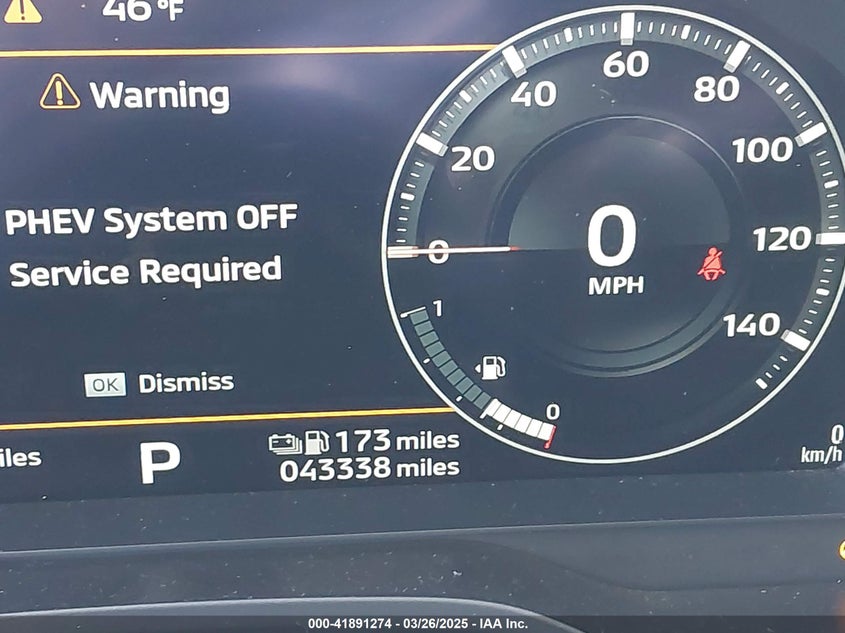 46°F
Warning
PHEV System OFF
Service Required
OK Dismiss
iles
P
173 miles
043338 miles
0
20
40
60
80
100
120
140
0
MPH
1
0
0
km/h
000-41891274 - 03/26/2025 - IAA Inc.